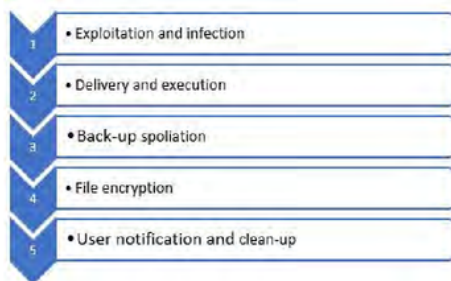 1
• Exploitation and infection
2
• Delivery and execution
3
• Back-up spoliation
4
• File encryption
5
• User notification and clean-up